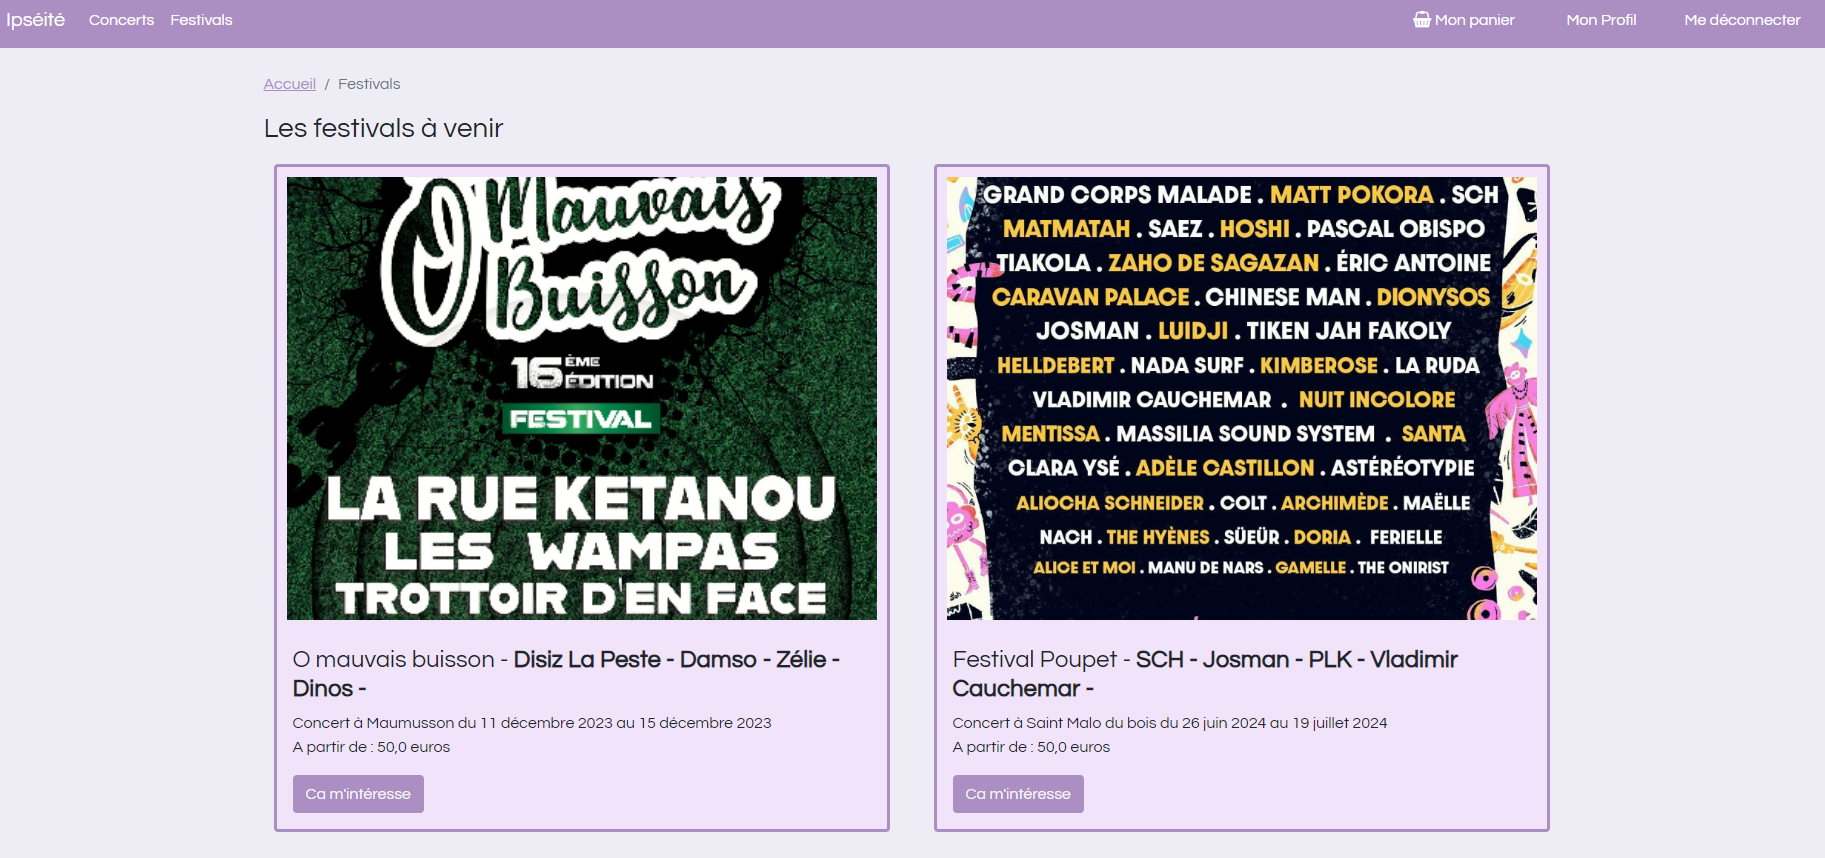 Ipséité Concerts Festivals Mon panier Mon Profil Me déconnecter
Accueil / Festivals
Les festivals à venir
O Mauvais
Buisson
16ÈME ÉDITION
FESTIVAL
LA RUE KETANOU
LES WAMPAS
TROTTOIR D'EN FACE
O mauvais buisson - Disiz La Peste - Damso - Zélie -
Dinos -
Concert à Maumusson du 11 décembre 2023 au 15 décembre 2023
A partir de : 50,0 euros
Ca m'intéresse
GRAND CORPS MALADE . MATT POKORA . SCH
MATMATAH . SAEZ . HOSHI . PASCAL OBISPO
TIAKOLA . ZAHO DE SAGAZAN . ÉRIC ANTOINE
CARAVAN PALACE . CHINESE MAN . DIONYSOS
JOSMAN . LUIDJI . TIKEN JAH FAKOLY
HELLDEBERT . NADA SURF . KIMBEROSE . LA RUDA
VLADIMIR CAUCHEMAR . NUIT INCOLORE
MENTISSA . MASSILIA SOUND SYSTEM . SANTA
CLARA YSÉ . ADÈLE CASTILLON . ASTÉRÉOTYPIE
ALIOCHA SCHNEIDER . COLT . ARCHIMÈDE . MAËLLE
NACH . THE HYÈNES . SÜEÜR . DORIA . FERIELLE
ALICE ET MOI . MANU DE NARS . GAMELLE . THE ONIRIST
Festival Poupet - SCH - Josman - PLK - Vladimir
Cauchemar -
Concert à Saint Malo du bois du 26 juin 2024 au 19 juillet 2024
A partir de : 50,0 euros
Ca m'intéresse